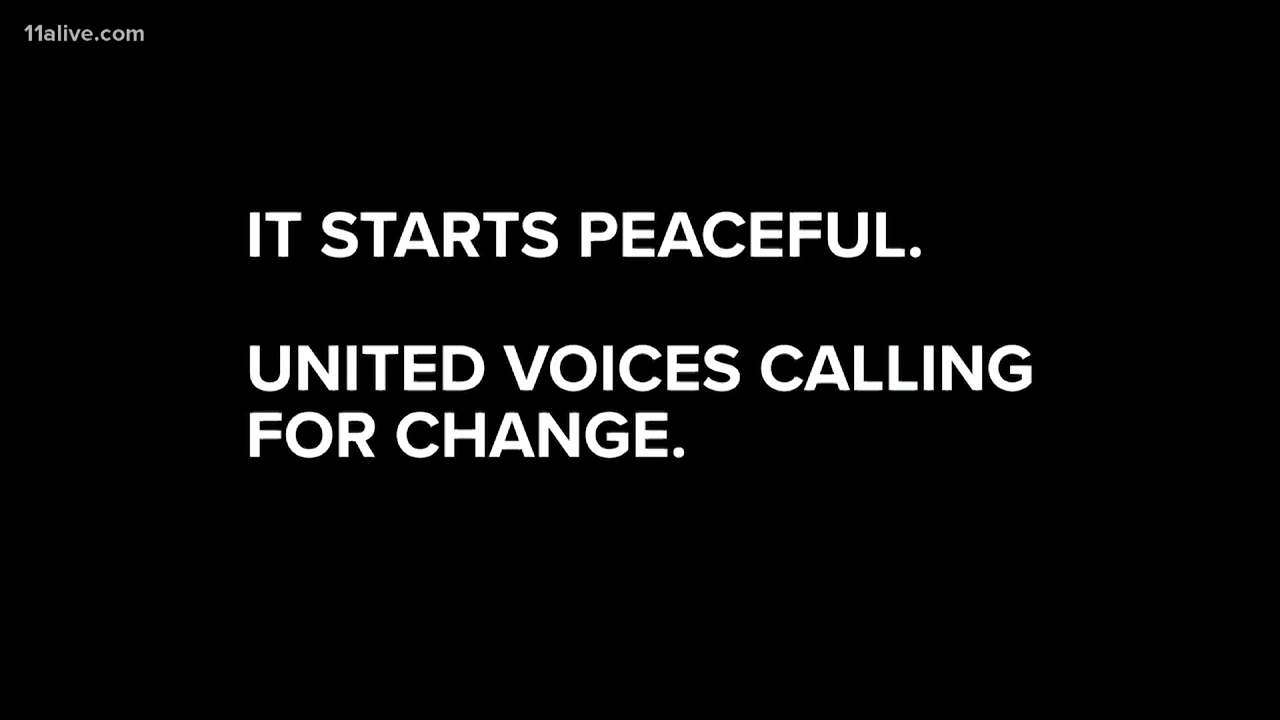 11alive.com
IT STARTS PEACEFUL.
UNITED VOICES CALLING
FOR CHANGE.